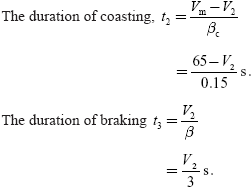 The duration of coasting, t₂ = (Vₘ – V₂) / β_c
= (65 – V₂) / 0.15 s.
The duration of braking t₃ = V₂ / β
= V₂ / 3 s.